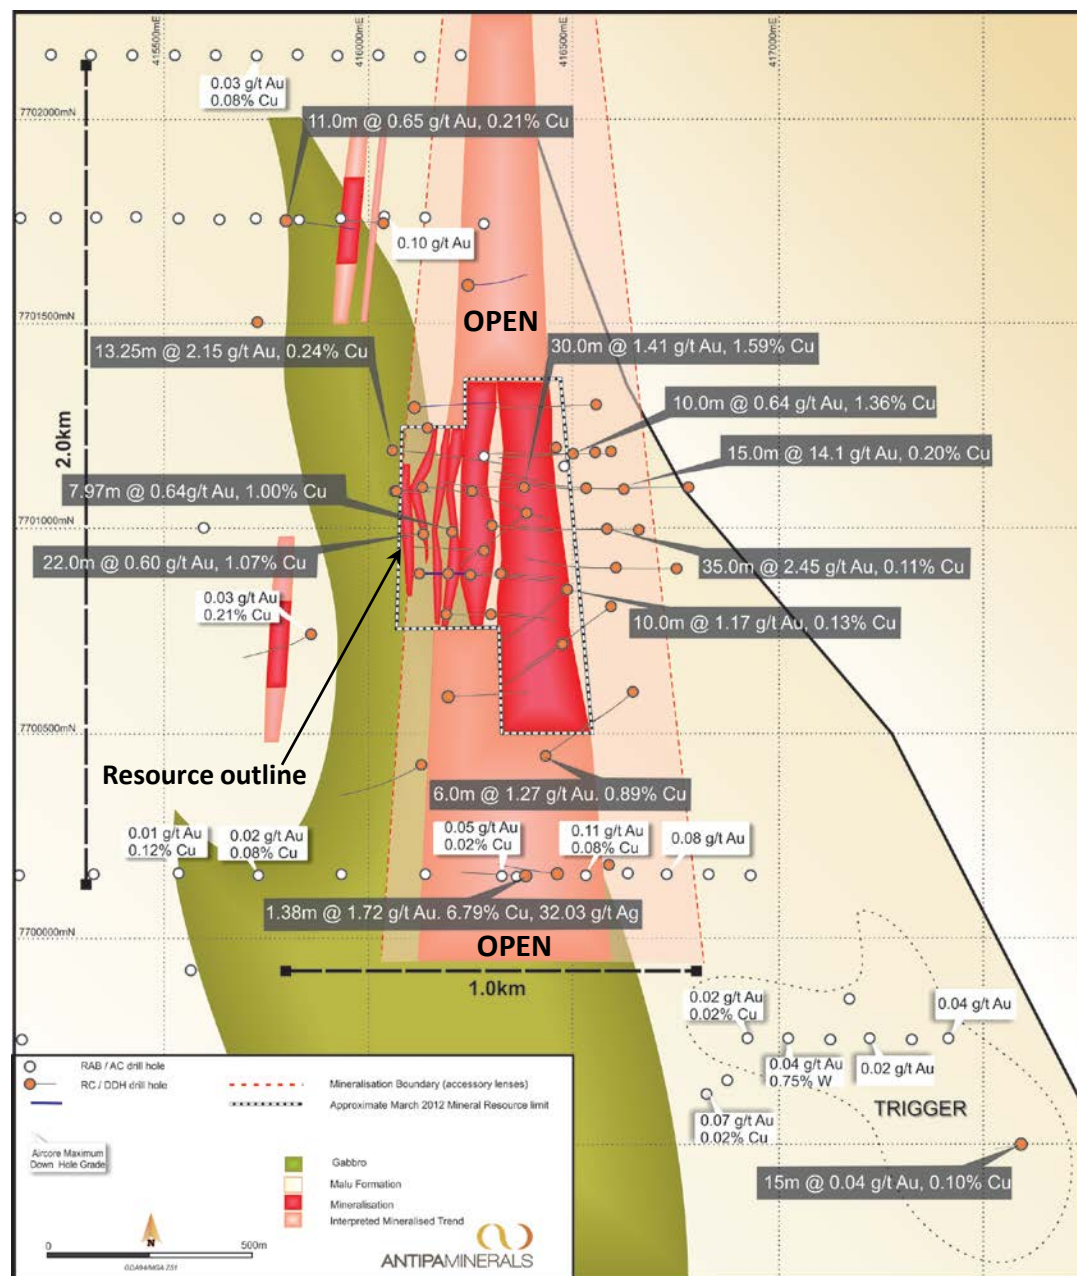 415500mE
416000mE
416500mE
417000mE
0.03 g/t Au
0.08% Cu
7702000mN
11.0m @ 0.65 g/t Au, 0.21% Cu
0.10 g/t Au
OPEN
7701500mN
13.25m @ 2.15 g/t Au, 0.24% Cu
30.0m @ 1.41 g/t Au, 1.59% Cu
10.0m @ 0.64 g/t Au, 1.36% Cu
2.0km
15.0m @ 14.1 g/t Au, 0.20% Cu
7.97m @ 0.64g/t Au, 1.00% Cu
7701000mN
22.0m @ 0.60 g/t Au, 1.07% Cu
35.0m @ 2.45 g/t Au, 0.11% Cu
0.03 g/t Au
0.21% Cu
10.0m @ 1.17 g/t Au, 0.13% Cu
7700500mN
Resource outline
6.0m @ 1.27 g/t Au. 0.89% Cu
0.01 g/t Au
0.12% Cu
0.02 g/t Au
0.08% Cu
0.05 g/t Au
0.02% Cu
0.11 g/t Au
0.08% Cu
0.08 g/t Au
1.38m @ 1.72 g/t Au. 6.79% Cu, 32.03 g/t Ag
7700000mN
OPEN
1.0km
0.02 g/t Au
0.02% Cu
0.04 g/t Au
0.04 g/t Au
0.75% W
0.02 g/t Au
0.07 g/t Au
0.02% Cu
TRIGGER
15m @ 0.04 g/t Au, 0.10% Cu
RAB / AC drill hole
RC / DDH drill hole
Mineralisation Boundary (accessory lenses)
Approximate March 2012 Mineral Resource limit
Aircore Maximum
Down Hole Grade
Gabbro
Malu Formation
Mineralisation
Interpreted Mineralised Trend
N
0
500m
GDA94/MGA Z51
ANTIPAMINERALS